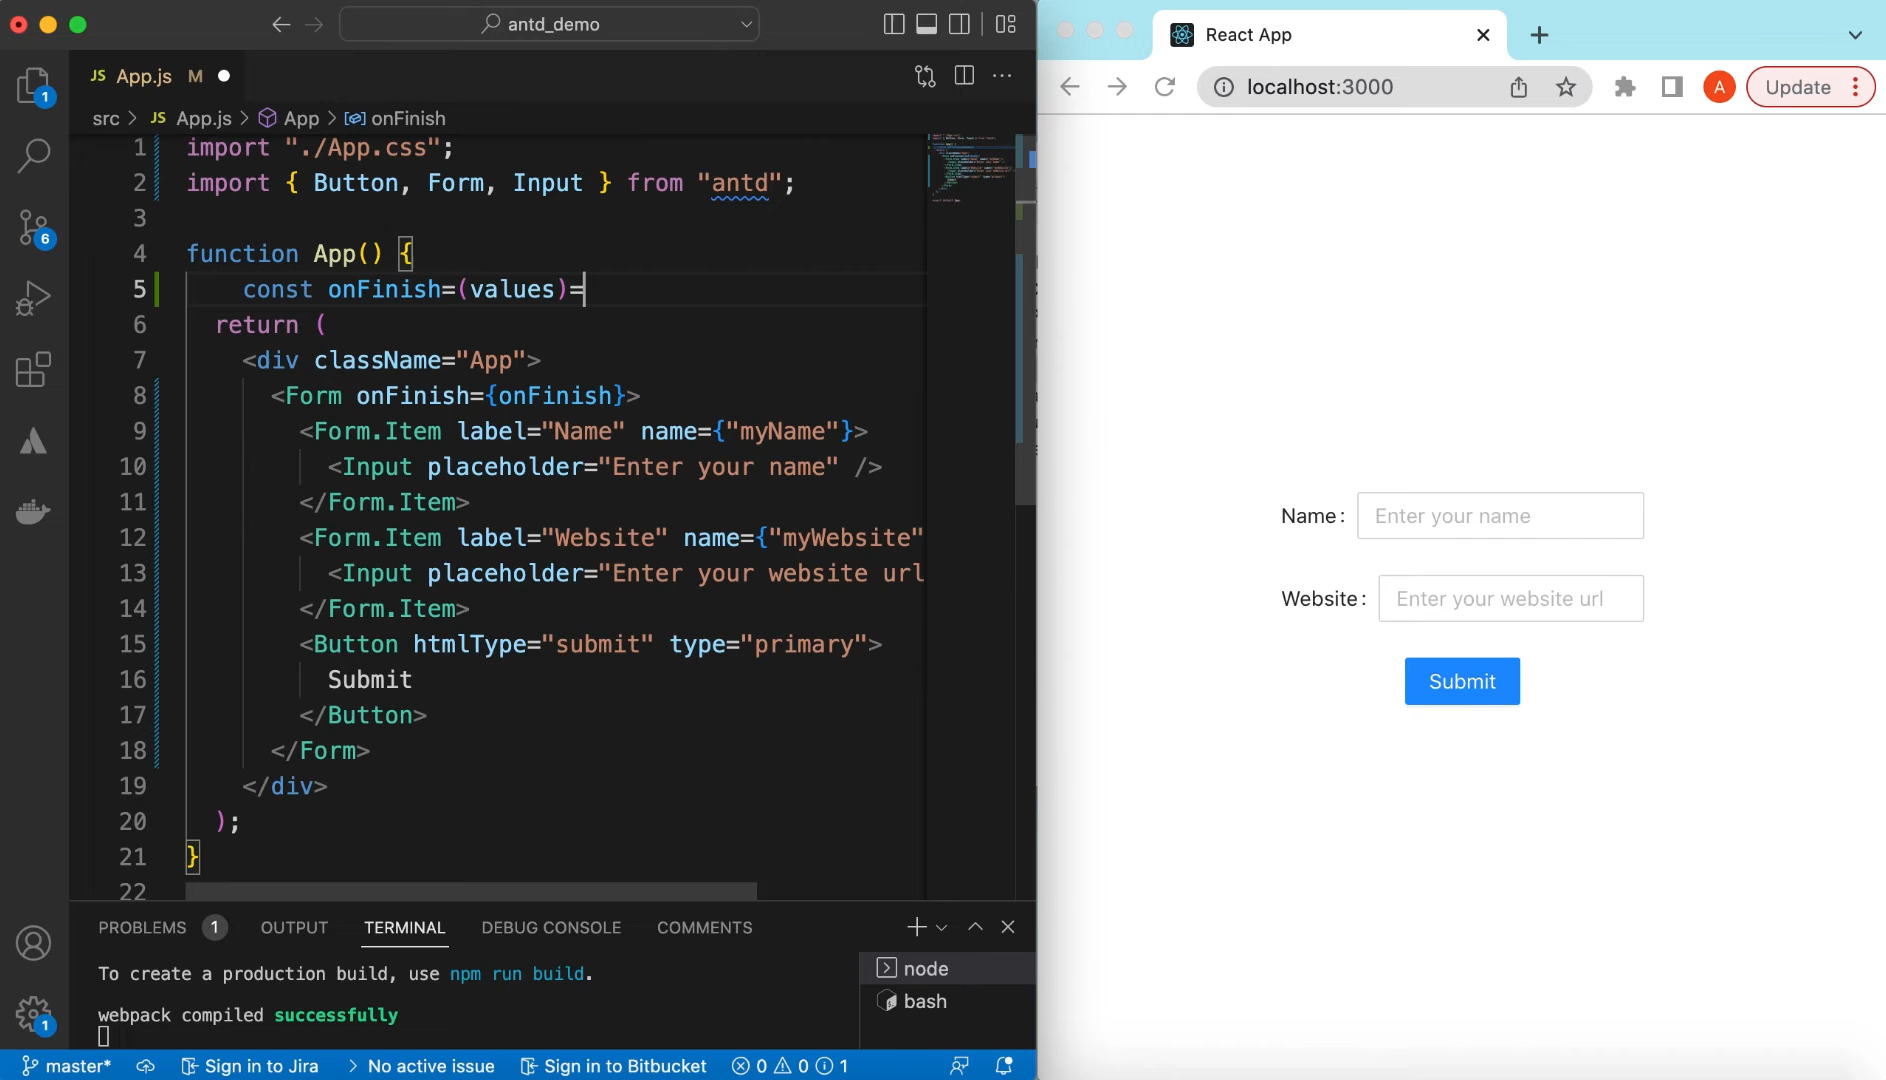 antd_demo
JS App.js M
src > JS App.js > App > onFinish
1 import "./App.css";
2 import { Button, Form, Input } from "antd";
3
4 function App() {
5 const onFinish=(values)=
6 return (
7 <div className="App">
8 <Form onFinish={onFinish}>
9 <Form.Item label="Name" name={"myName"}>
10 <Input placeholder="Enter your name" />
11 </Form.Item>
12 <Form.Item label="Website" name={"myWebsite"
13 <Input placeholder="Enter your website url
14 </Form.Item>
15 <Button htmlType="submit" type="primary">
16 Submit
17 </Button>
18 </Form>
19 </div>
20 );
21 }
22
1
6
1
PROBLEMS 1 OUTPUT TERMINAL DEBUG CONSOLE COMMENTS
To create a production build, use npm run build.
webpack compiled successfully
node
bash
master* Sign in to Jira > No active issue Sign in to Bitbucket 0 0 1
React App
localhost:3000
A
Update
Name :
Enter your name
Website :
Enter your website url
Submit